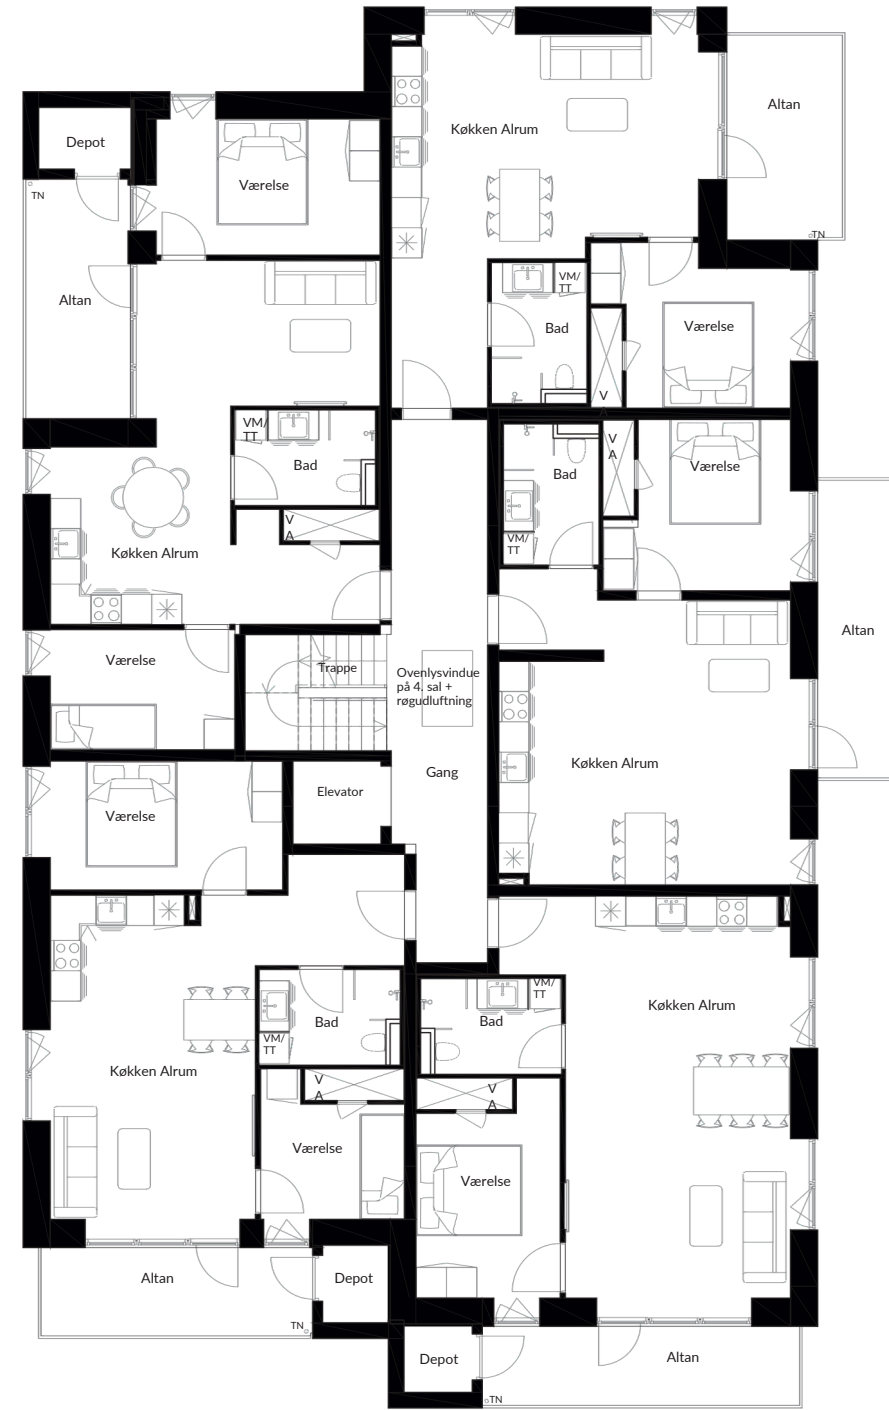 Altan
Køkken Alrum
Depot
Værelse
TN
TN
VM/
TT
Altan
Værelse
Bad
V
A
VM/
TT
V
A
Bad
Værelse
Bad
V
A
VM/
TT
Køkken Alrum
Altan
Værelse
Trappe
Ovenlysvindue
på 4. sal +
røgudluftning
Køkken Alrum
Gang
Elevator
Værelse
VM/
TT
Køkken Alrum
Bad
Bad
VM/
TT
Køkken Alrum
V
A
V
A
Værelse
Værelse
Altan
Depot
TN
Depot
Altan
TN